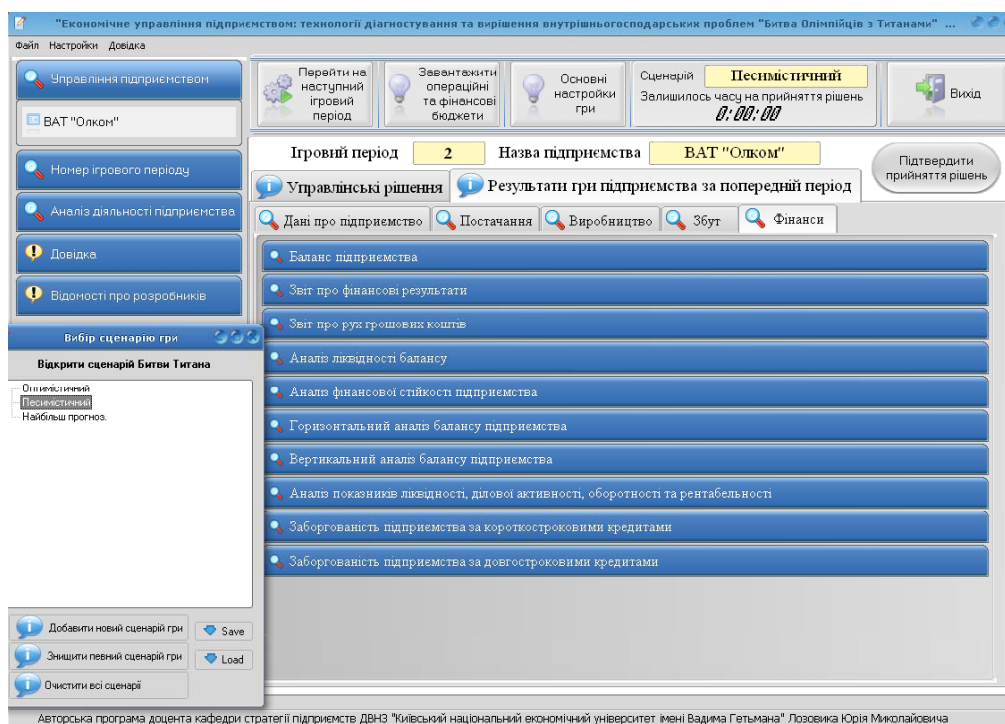 "Економічне управління підприємством: технології діагностування та вирішення внутрішньогосподарських проблем "Битва Олімпійців з Титанами" ...
Файл Настройки Довідка
Управління підприємством
ВАТ "Олком"
Номер ігрового періоду
Аналіз діяльності підприємства
Довідка
Відомості про розробників
Перейти на
наступний
ігровий
період
Завантажити
операційні
та фінансові
бюджети
Основні
настройки
гри
Сценарій Песимістичний
Залишилось часу на прийняття рішень
0:00:00
Вихід
Ігровий період 2 Назва підприємства ВАТ "Олком"
Підтвердити
прийняття рішень
Управлінські рішення Результати гри підприємства за попередній період
Дані про підприємство Постачання Виробництво Збут Фінанси
Баланс підприємства
Звіт про фінансові результати
Звіт про рух грошових коштів
Аналіз ліквідності балансу
Аналіз фінансової стійкості підприємства
Горизонтальний аналіз балансу підприємства
Вертикальний аналіз балансу підприємства
Аналіз показників ліквідності, ділової активності, оборотності та рентабельності
Заборгованість підприємства за короткостроковими кредитами
Заборгованість підприємства за довгостроковими кредитами
Вибір сценарію гри
Відкрити сценарій Битви Титана
Оптимістичний
Песимістичний
Найбільш прогноз.
Добавити новий сценарій гри Save
Знищити певний сценарій гри Load
Очистити всі сценарії
Авторська програма доцента кафедри стратегії підприємств ДВНЗ "Київський національний економічний університет імені Вадима Гетьмана" Лозовика Юрія Миколайовича